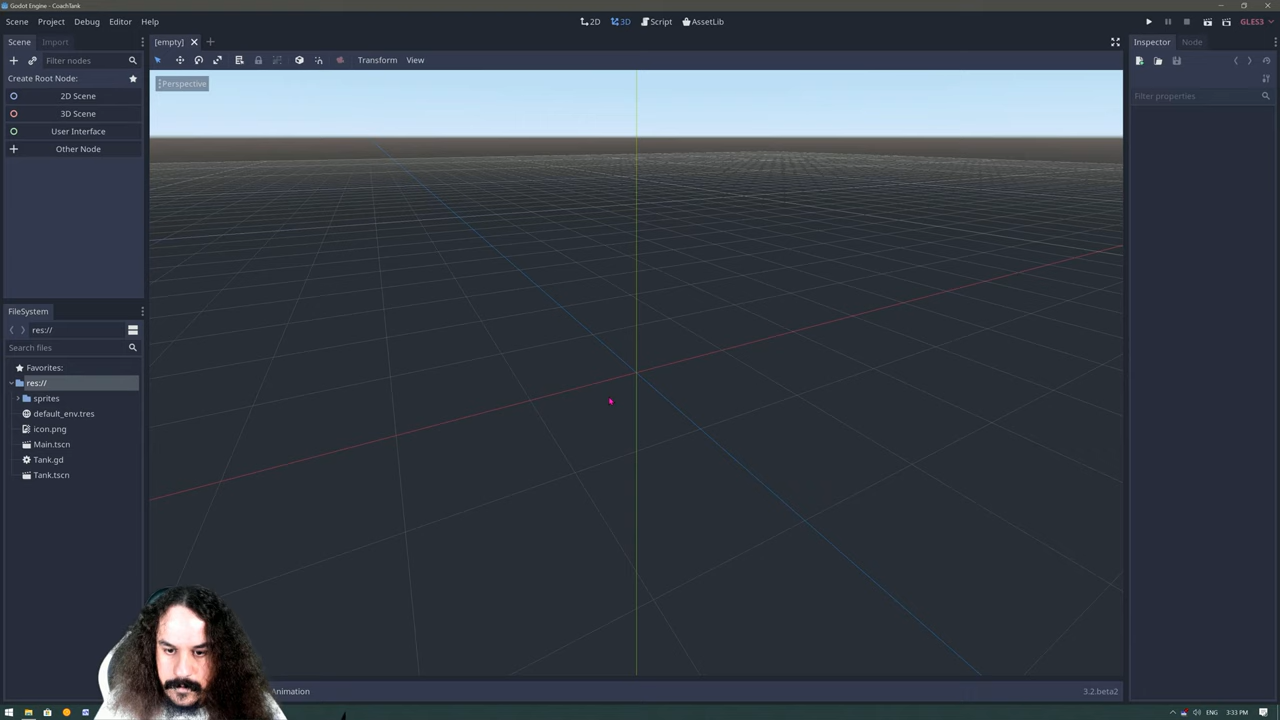 Godot Engine - CoachTank
Scene Project Debug Editor Help
2D 3D Script AssetLib
GLES3
Scene Import
[empty]
Inspector Node
Filter nodes
Transform View
Create Root Node:
Perspective
Filter properties
2D Scene
3D Scene
User Interface
Other Node
FileSystem
res://
Search files
Favorites:
res://
sprites
default_env.tres
icon.png
Main.tscn
Tank.gd
Tank.tscn
Animation
3.2.beta2
ENG 3:33 PM